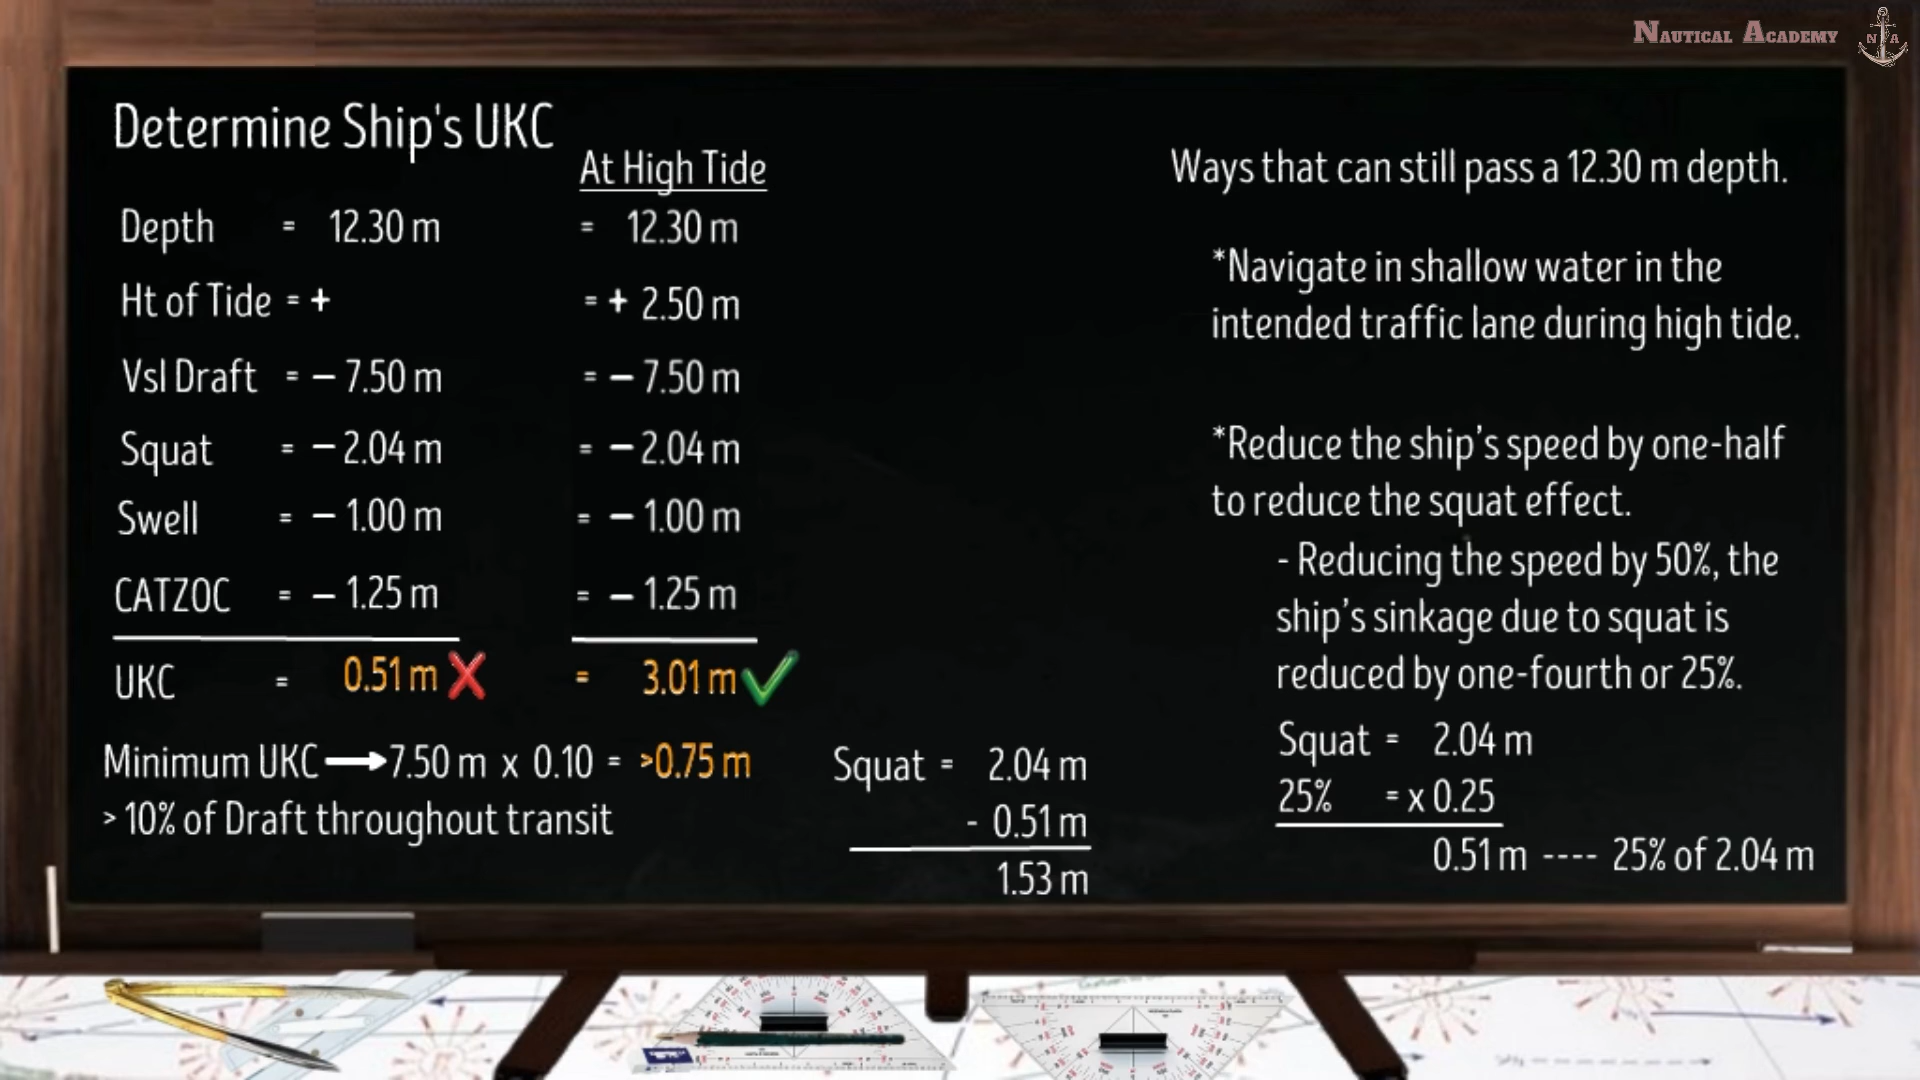 NAUTICAL ACADEMY
N A
Determine Ship's UKC
At High Tide
Depth = 12.30 m = 12.30 m
Ht of Tide = + = + 2.50 m
Vsl Draft = – 7.50 m = – 7.50 m
Squat = – 2.04 m = – 2.04 m
Swell = – 1.00 m = – 1.00 m
CATZOC = – 1.25 m = – 1.25 m
UKC = 0.51 m = 3.01 m
Minimum UKC 7.50 m x 0.10 = >0.75 m
> 10% of Draft throughout transit
Squat = 2.04 m
- 0.51 m
1.53 m
Ways that can still pass a 12.30 m depth.
*Navigate in shallow water in the
intended traffic lane during high tide.
*Reduce the ship’s speed by one-half
to reduce the squat effect.
- Reducing the speed by 50%, the
ship’s sinkage due to squat is
reduced by one-fourth or 25%.
Squat = 2.04 m
25% = x 0.25
0.51 m ---- 25% of 2.04 m